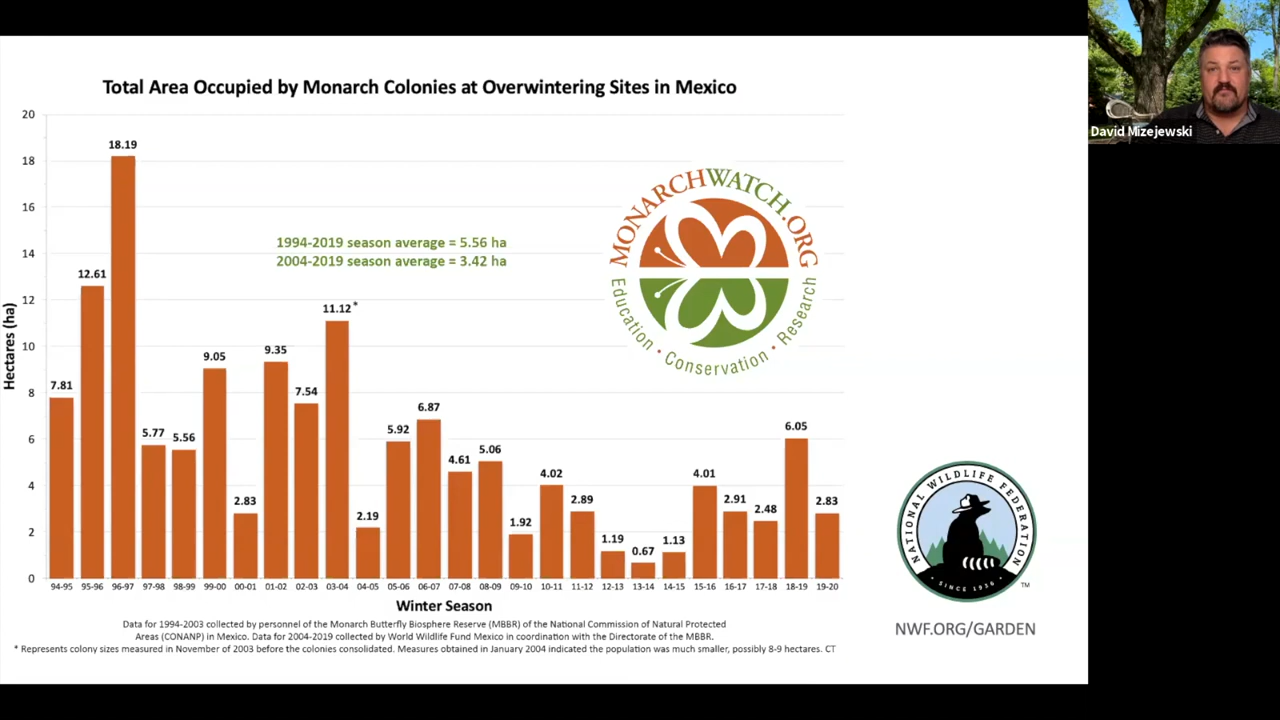 Total Area Occupied by Monarch Colonies at Overwintering Sites in Mexico
David Mizejewski
Hectares (ha)
20
18
16
14
12
10
8
6
4
2
0
7.81
12.61
18.19
5.77
5.56
9.05
2.83
9.35
7.54
11.12*
2.19
5.92
6.87
4.61
5.06
1.92
4.02
2.89
1.19
0.67
1.13
4.01
2.91
2.48
6.05
2.83
1994-2019 season average = 5.56 ha
2004-2019 season average = 3.42 ha
MONARCHWATCH.ORG
Education • Conservation • Research
94-95 95-96 96-97 97-98 98-99 99-00 00-01 01-02 02-03 03-04 04-05 05-06 06-07 07-08 08-09 09-10 10-11 11-12 12-13 13-14 14-15 15-16 16-17 17-18 18-19 19-20
Winter Season
Data for 1994-2003 collected by personnel of the Monarch Butterfly Biosphere Reserve (MBBR) of the National Commission of Natural Protected
Areas (CONANP) in Mexico. Data for 2004-2019 collected by World Wildlife Fund Mexico in coordination with the Directorate of the MBBR.
* Represents colony sizes measured in November of 2003 before the colonies consolidated. Measures obtained in January 2004 indicated the population was much smaller, possibly 8-9 hectares. CT
NATIONAL WILDLIFE FEDERATION
• SINCE 1936 •
TM
NWF.ORG/GARDEN